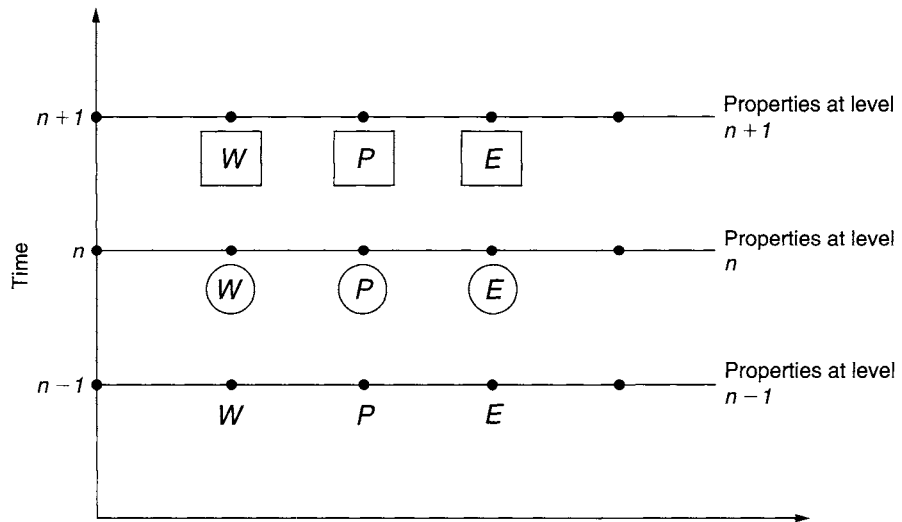 n + 1
Properties at level
n + 1
W P E
Time
n
Properties at level
n
W P E
n − 1
Properties at level
n − 1
W P E